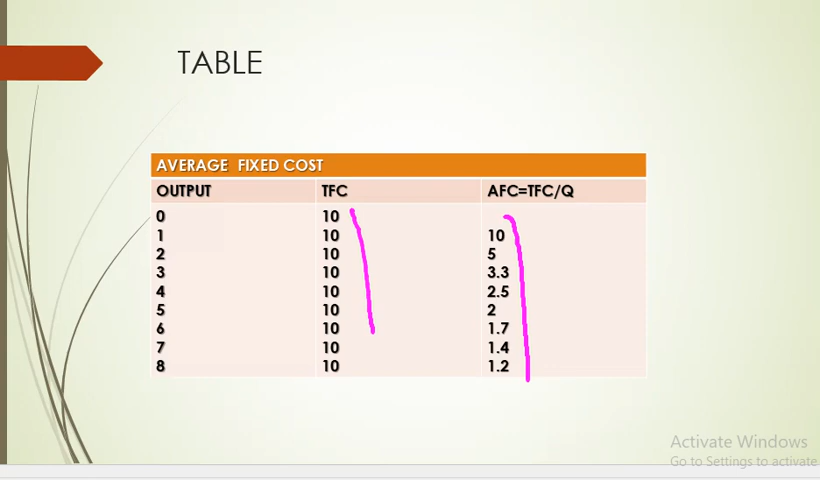 TABLE
AVERAGE FIXED COST
OUTPUT TFC AFC=TFC/Q
0 10
1 10 10
2 10 5
3 10 3.3
4 10 2.5
5 10 2
6 10 1.7
7 10 1.4
8 10 1.2
Activate Windows
Go to Settings to activate